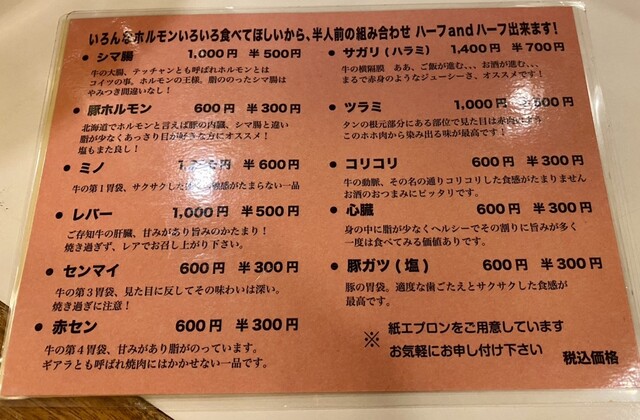 いろんなホルモンいろいろ食べてほしいから、半人前の組み合わせ ハーフandハーフ出来ます!
● シマ腸 1,000円 半500円
牛の大腸、テッチャンとも呼ばれホルモンとは
コイツの事。ホルモンの王様。脂ののったシマ腸は
やみつき間違いなし!
● 豚ホルモン 600円 半300円
北海道でホルモンと言えば豚の内臓、シマ腸と違い
脂が少なくあっさり目が好きな方にオススメ!
塩もまた良し!
● ミノ 半600円
牛の第1胃袋、サクサクした がたまらない一品
● レバー 1,000円 半500円
ご存知牛の肝臓、甘みがあり旨みのかたまり!
焼き過ぎず、レアでお召し上がり下さい。
● センマイ 600円 半300円
牛の第3胃袋、見た目に反してその味わいは深い。
焼き過ぎに注意!
● 赤セン 600円 半300円
牛の第4胃袋、甘みがあり脂がのっています。
ギアラとも呼ばれ焼肉にはかかせない一品です。
● サガリ(ハラミ) 1,400円 半700円
牛の横隔膜 ああ、ご飯が進む、、、お酒が進む、、、
まるで赤身のようなジューシーさ、オススメです!
● ツラミ 1,000円 500円
タンの根元部分にある部位で見た目は赤肉
このホホ肉から染み出る味が最高です!
● コリコリ 600円 半300円
牛の動脈、その名の通りコリコリした食感がたまりません
お酒のおつまみにピッタリです。
● 心臓 600円 半300円
身の中に脂が少なくヘルシーでその割りに旨みが多く
一度は食べてみる価値ありです。
● 豚ガツ(塩) 600円 半300円
豚の胃袋。適度な歯ごたえとサクサクした食感が
最高です。
※ 紙エプロンをご用意しています
お気軽にお申し付け下さい
税込価格